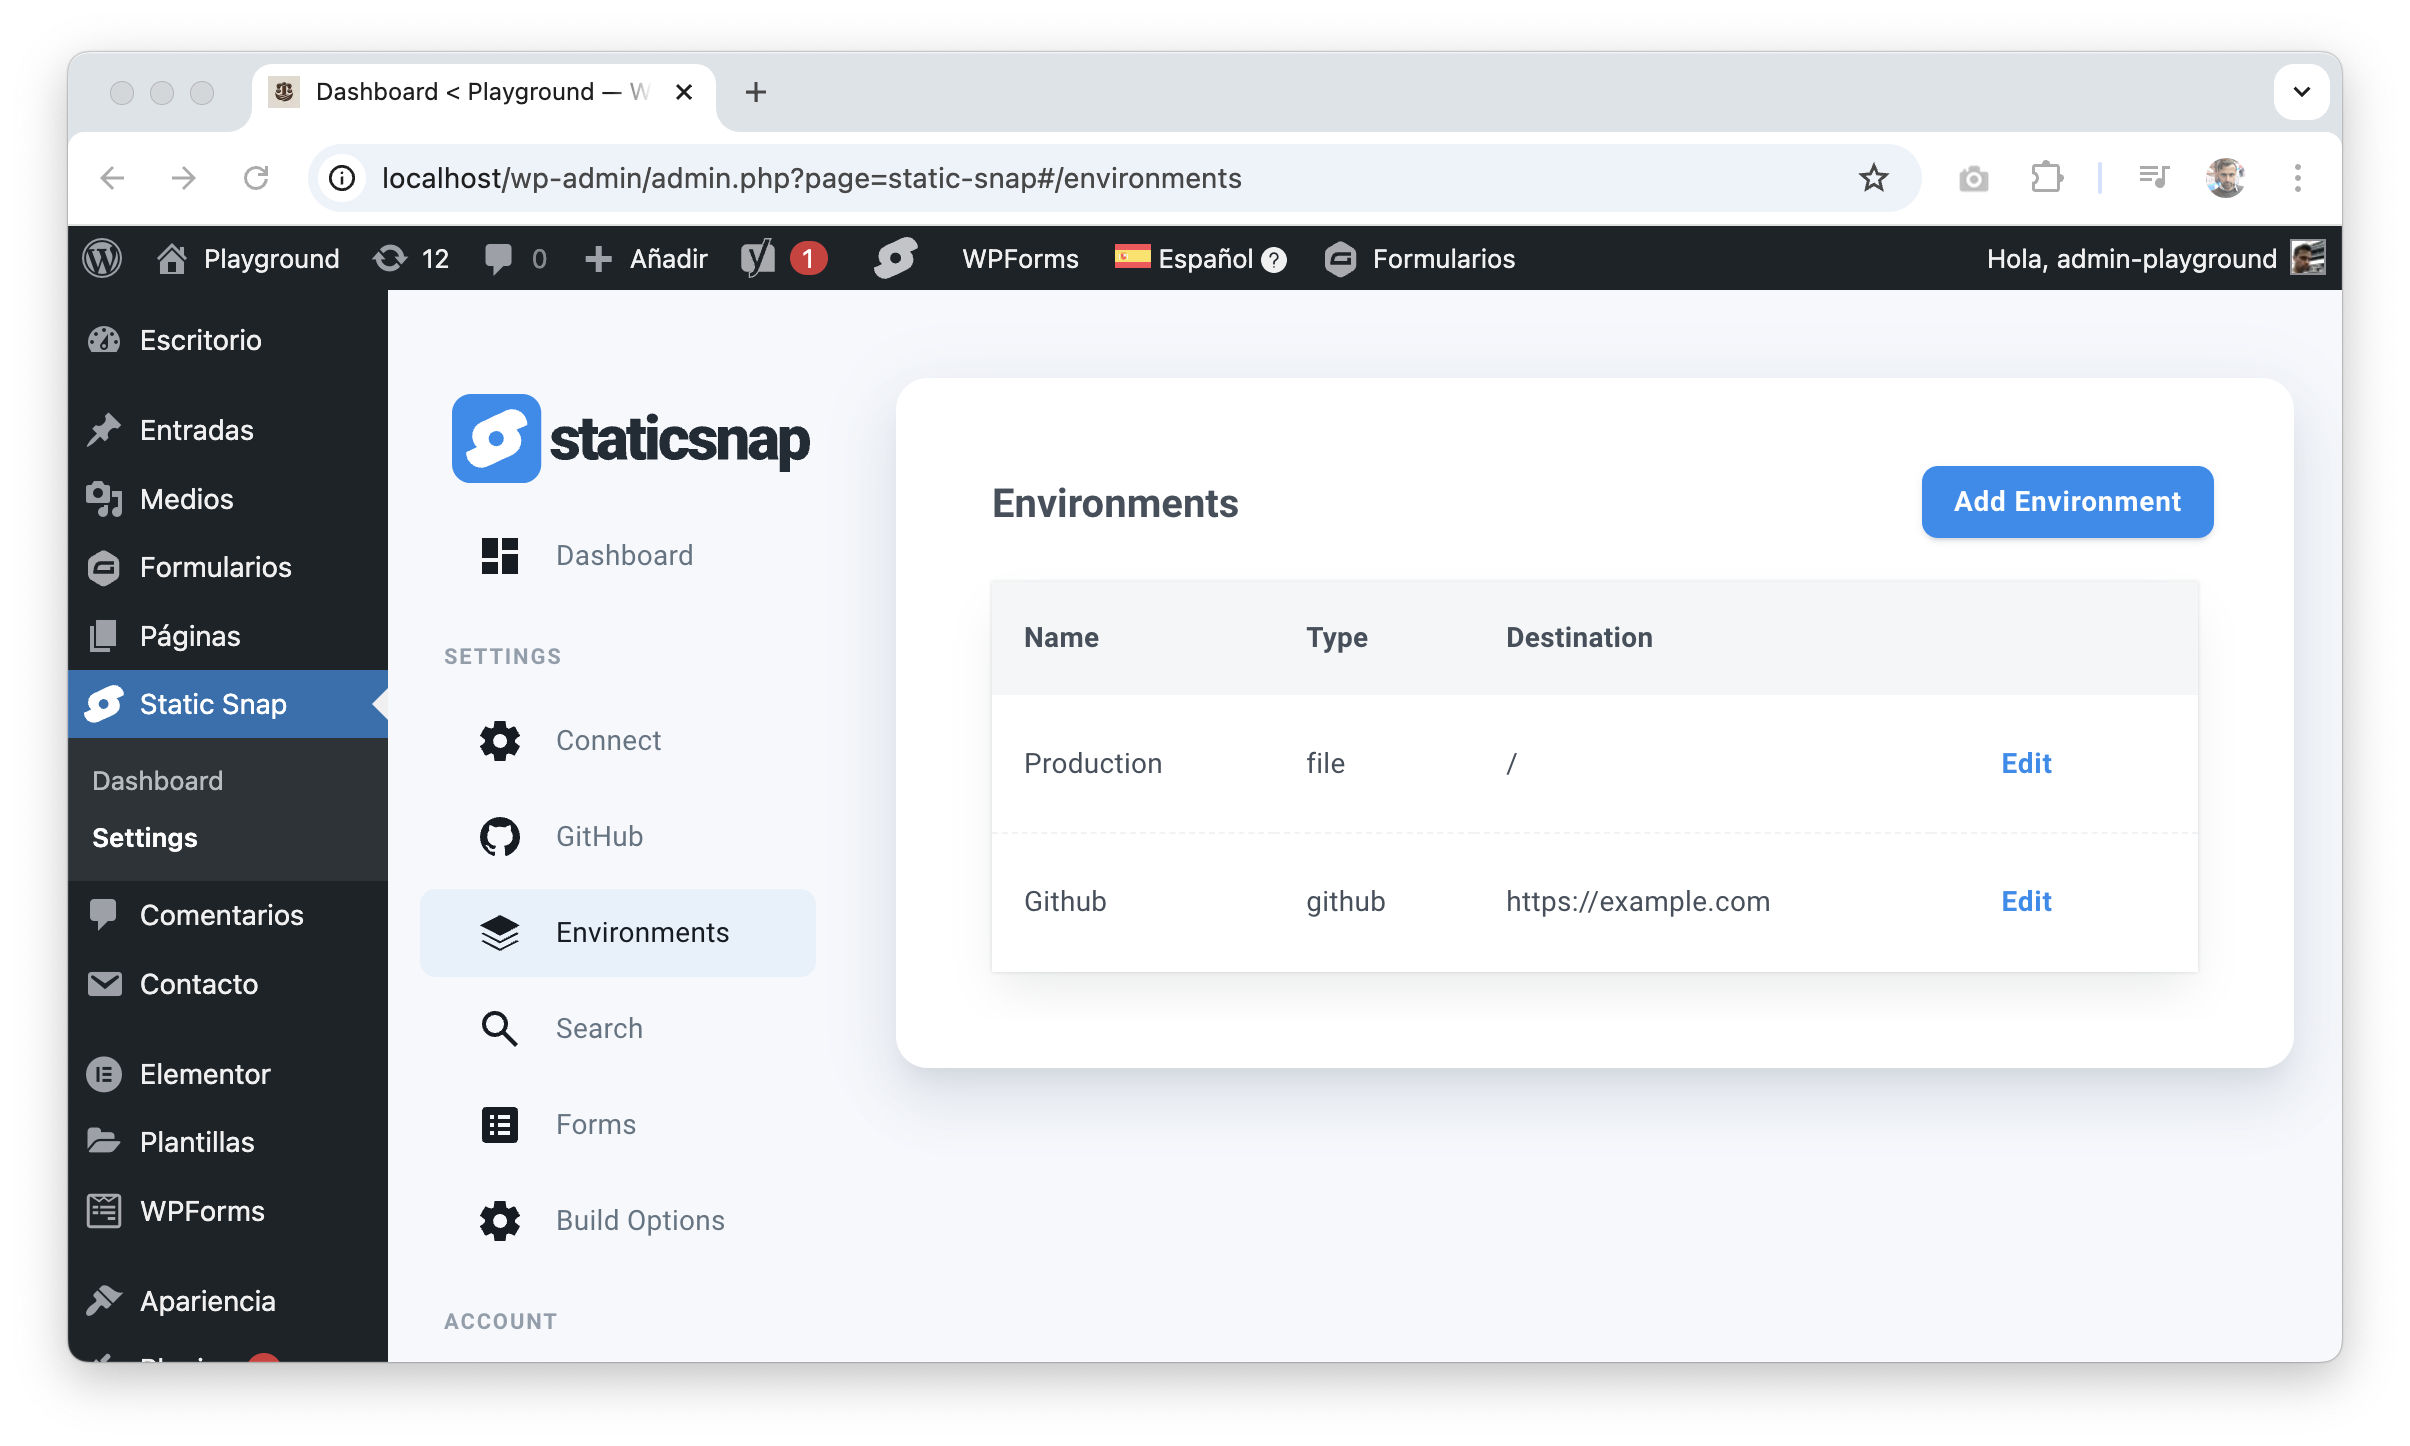 Dashboard < Playground — W
localhost/wp-admin/admin.php?page=static-snap#/environments
Playground 12 0 Añadir 1 WPForms Español ? Formularios Hola, admin-playground
Escritorio
Entradas
Medios
Formularios
Páginas
Static Snap
Dashboard
Settings
Comentarios
Contacto
Elementor
Plantillas
WPForms
Apariencia
staticsnap
Dashboard
SETTINGS
Connect
GitHub
Environments
Search
Forms
Build Options
ACCOUNT
Environments Add Environment
Name Type Destination
Production file / Edit
Github github https://example.com Edit